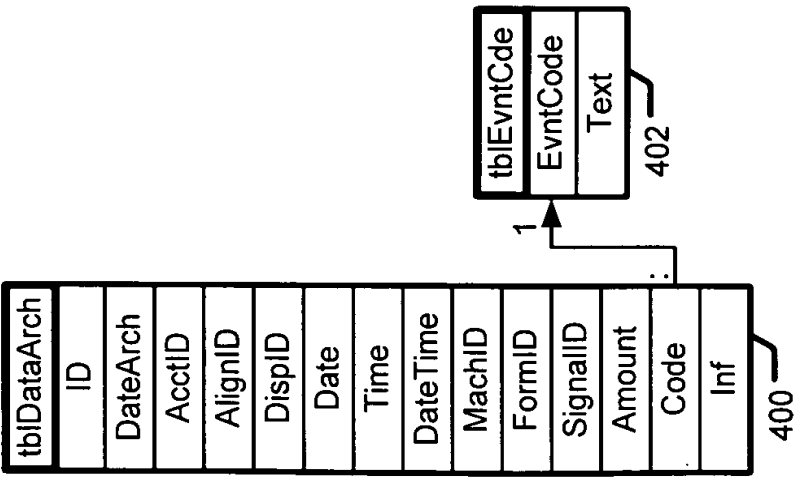 tblDataArch
ID
DateArch
AcctID
AlignID
DispID
Date
Time
DateTime
MachID
FormID
SignalID
Amount
Code
Inf
400
1
tblEvntCde
EvntCode
Text
402